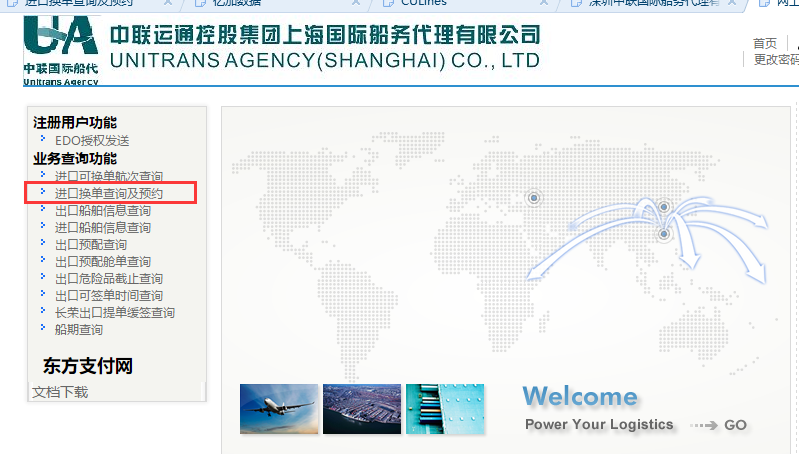 进口换单查询及预约
亿加数据
CULines
深圳中联国际船务代理有
网上
中联国际船代
Unitrans Agency
中联运通控股集团上海国际船务代理有限公司
UNITRANS AGENCY(SHANGHAI) CO., LTD
首页
更改密码
注册用户功能
EDO授权发送
业务查询功能
进口可换单航次查询
进口换单查询及预约
出口船舶信息查询
进口船舶信息查询
出口预配查询
出口预配舱单查询
出口危险品截止查询
出口可签单时间查询
长荣出口提单缓签查询
船期查询
东方支付网
文档下载
Welcome
Power Your Logistics
GO